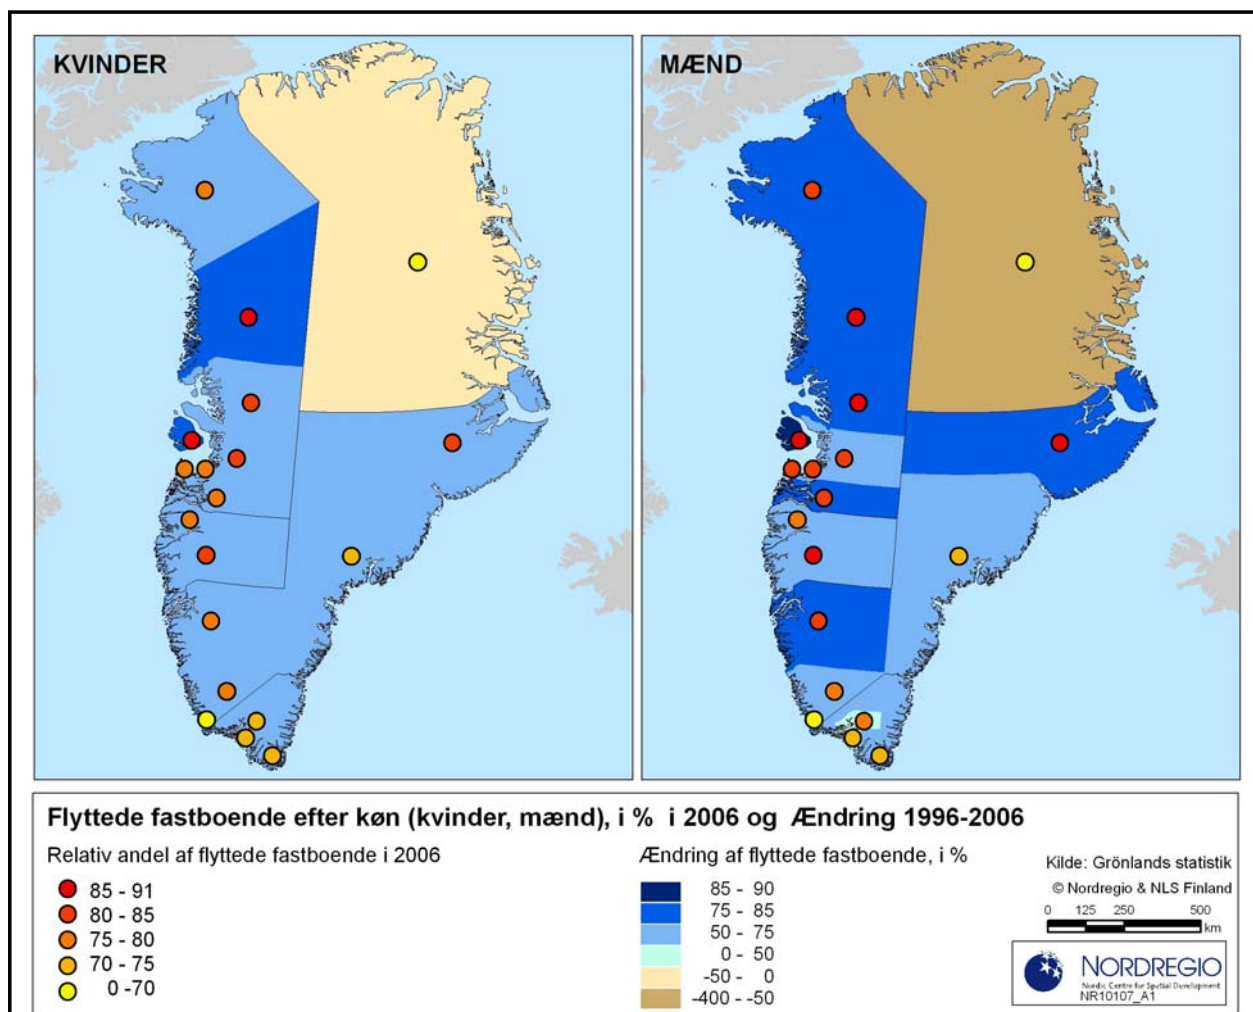 KVINDER
MÆND
Flyttede fastboende efter køn (kvinder, mænd), i % i 2006 og Ændring 1996-2006
Relativ andel af flyttede fastboende i 2006
85 - 91
80 - 85
75 - 80
70 - 75
0 -70
Ændring af flyttede fastboende, i %
85 - 90
75 - 85
50 - 75
0 - 50
-50 - 0
-400 - -50
Kilde: Grönlands statistik
© Nordregio & NLS Finland
0 125 250 500
km
NORDREGIO
Nordic Centre for Spatial Development
NR10107_A1